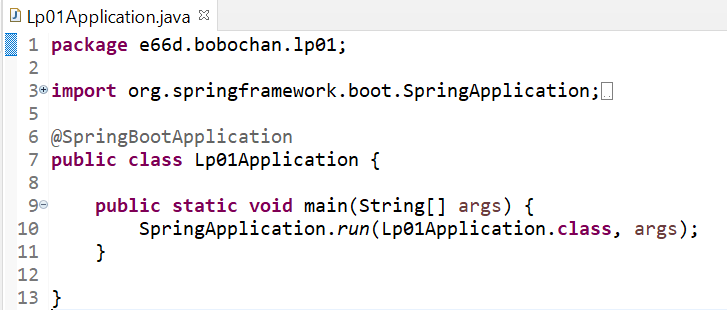 Lp01Application.java
1 package e66d.bobochan.lp01;
2
3 import org.springframework.boot.SpringApplication;
5
6 @SpringBootApplication
7 public class Lp01Application {
8
9 public static void main(String[] args) {
10 SpringApplication.run(Lp01Application.class, args);
11 }
12
13 }